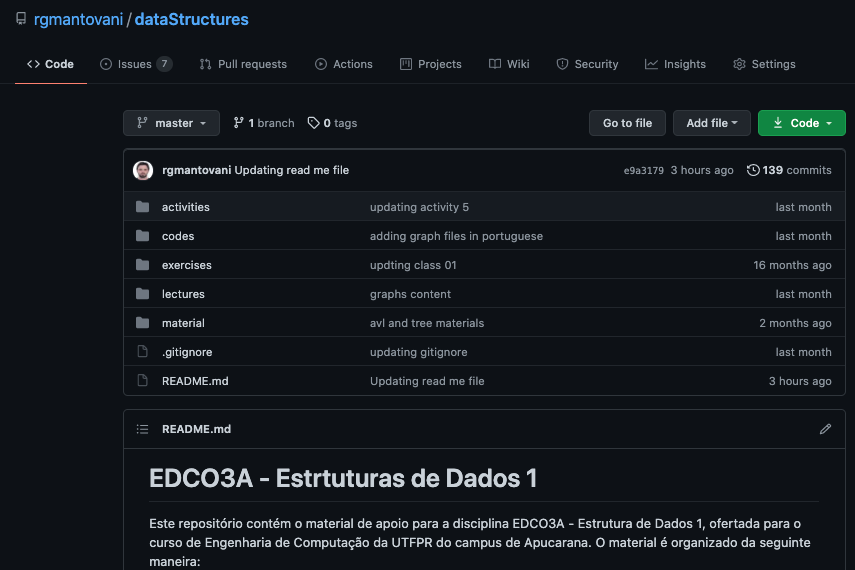 rgmantovani / dataStructures
Code Issues 7 Pull requests Actions Projects Wiki Security Insights Settings
master 1 branch 0 tags Go to file Add file Code
rgmantovani Updating read me file e9a3179 3 hours ago 139 commits
activities updating activity 5 last month
codes adding graph files in portuguese last month
exercises updting class 01 16 months ago
lectures graphs content last month
material avl and tree materials 2 months ago
.gitignore updating gitignore last month
README.md Updating read me file 3 hours ago
README.md
EDCO3A - Estrtuturas de Dados 1
Este repositório contém o material de apoio para a disciplina EDCO3A - Estrutura de Dados 1, ofertada para o
curso de Engenharia de Computação da UTFPR do campus de Apucarana. O material é organizado da seguinte
maneira: